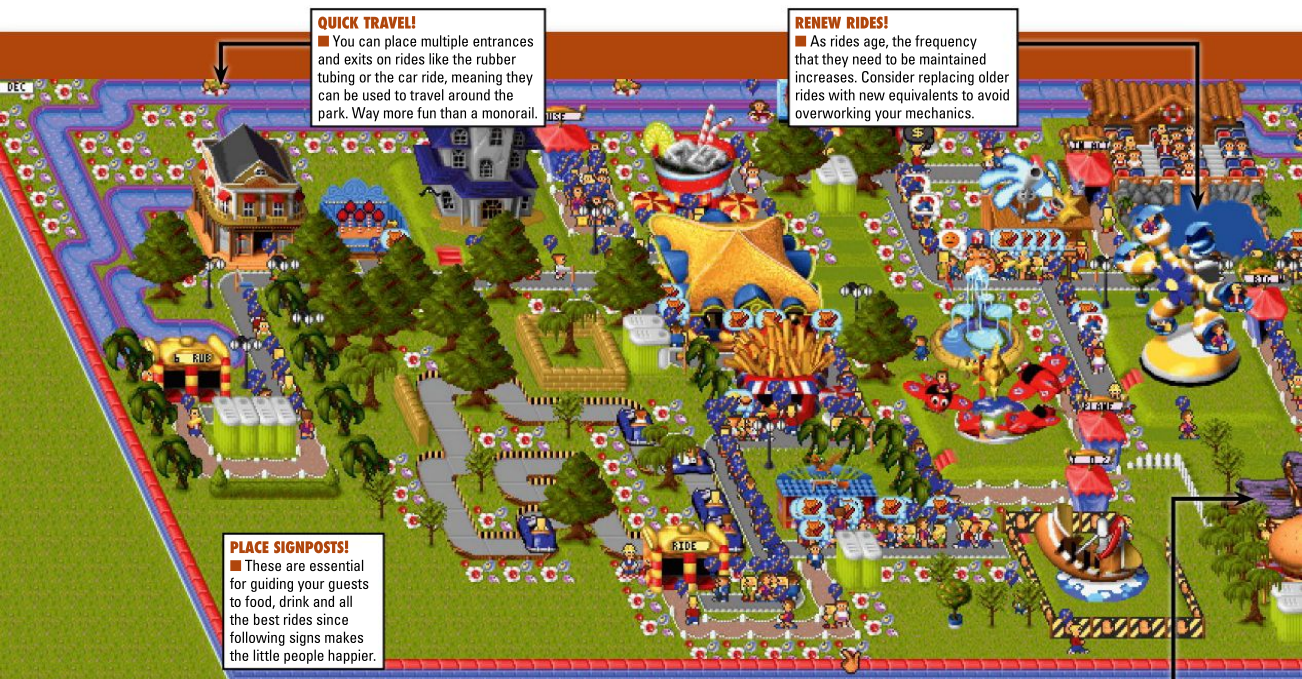 QUICK TRAVEL!
■ You can place multiple entrances
and exits on rides like the rubber
tubing or the car ride, meaning they
can be used to travel around the
park. Way more fun than a monorail.
RENEW RIDES!
■ As rides age, the frequency
that they need to be maintained
increases. Consider replacing older
rides with new equivalents to avoid
overworking your mechanics.
DEC
$
RUB
PLANE
RIDE
PLACE SIGNPOSTS!
■ These are essential
for guiding your guests
to food, drink and all
the best rides since
following signs makes
the little people happier.